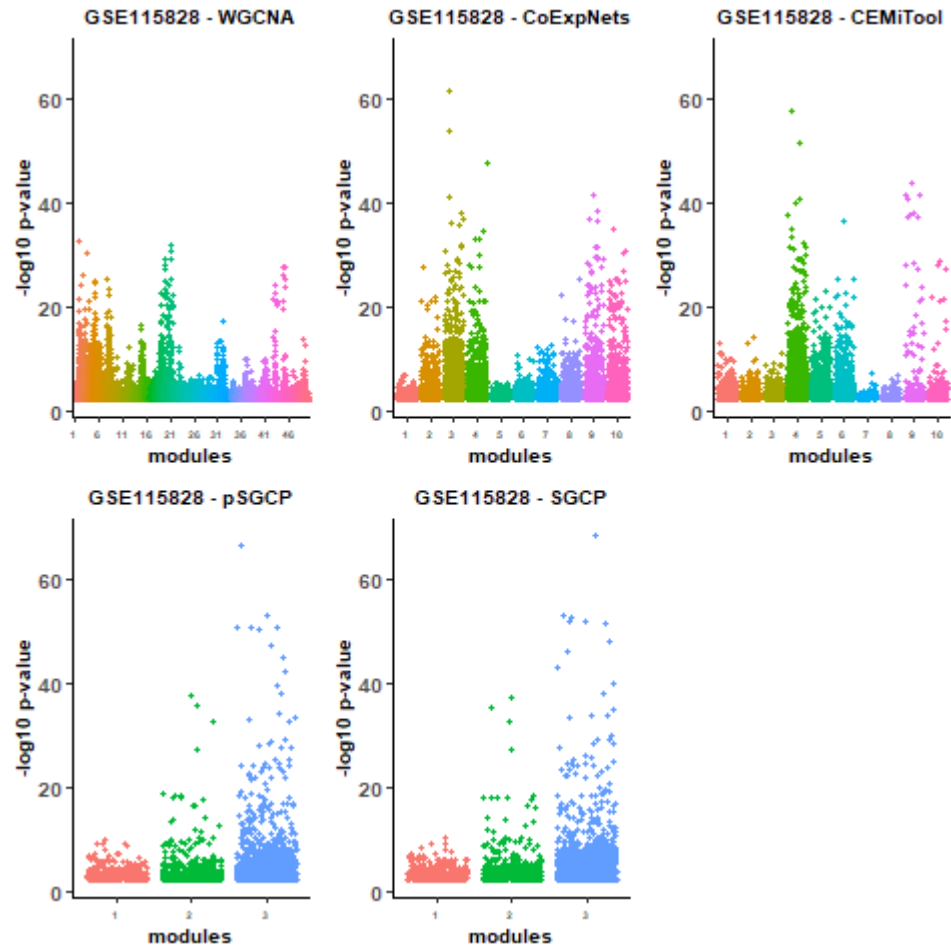 GSE115828 - WGCNA
GSE115828 - CoExpNets
GSE115828 - CEMiTool
-log10 p-value
60
40
20
0
1 6 11 16 21 26 31 36 41 46
modules
-log10 p-value
60
40
20
0
1 2 3 4 5 6 7 8 9 10
modules
-log10 p-value
60
40
20
0
1 2 3 4 5 6 7 8 9 10
modules
GSE115828 - pSGCP
GSE115828 - SGCP
-log10 p-value
60
40
20
0
1 2 3
modules
-log10 p-value
60
40
20
0
1 2 3
modules